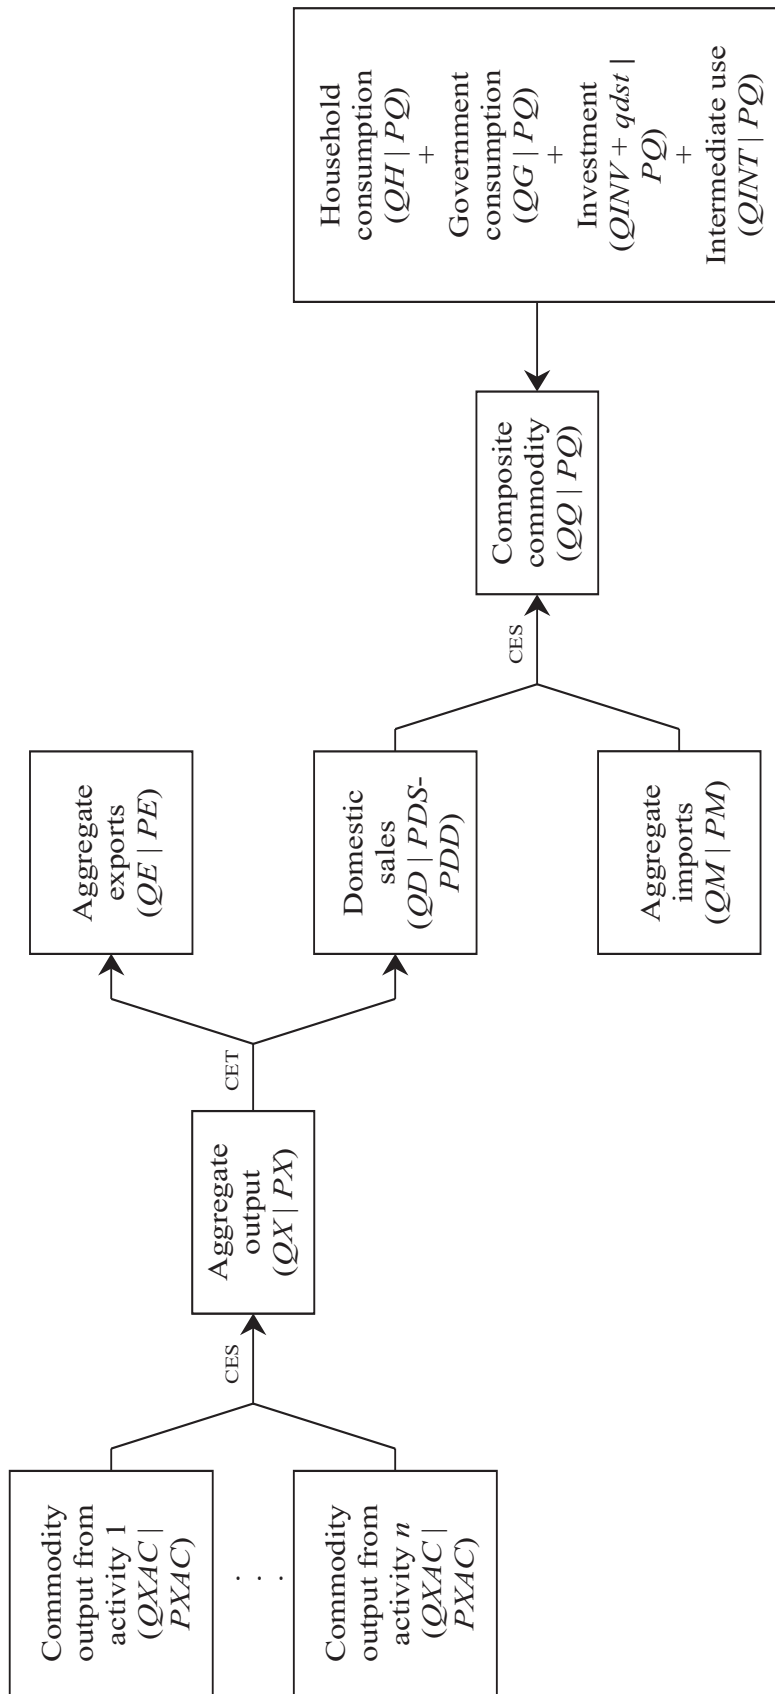 Commodity
output from
activity 1
(QXAC |
PXAC)
. . .
Commodity
output from
activity n
(QXAC |
PXAC)
CES
Aggregate
output
(QX | PX)
CET
Aggregate
exports
(QE | PE)
Domestic
sales
(QD | PDS-
PDD)
Aggregate
imports
(QM | PM)
CES
Composite
commodity
(QQ | PQ)
Household
consumption
(QH | PQ)
+
Government
consumption
(QG | PQ)
+
Investment
(QINV + qdst |
PQ)
+
Intermediate use
(QINT | PQ)